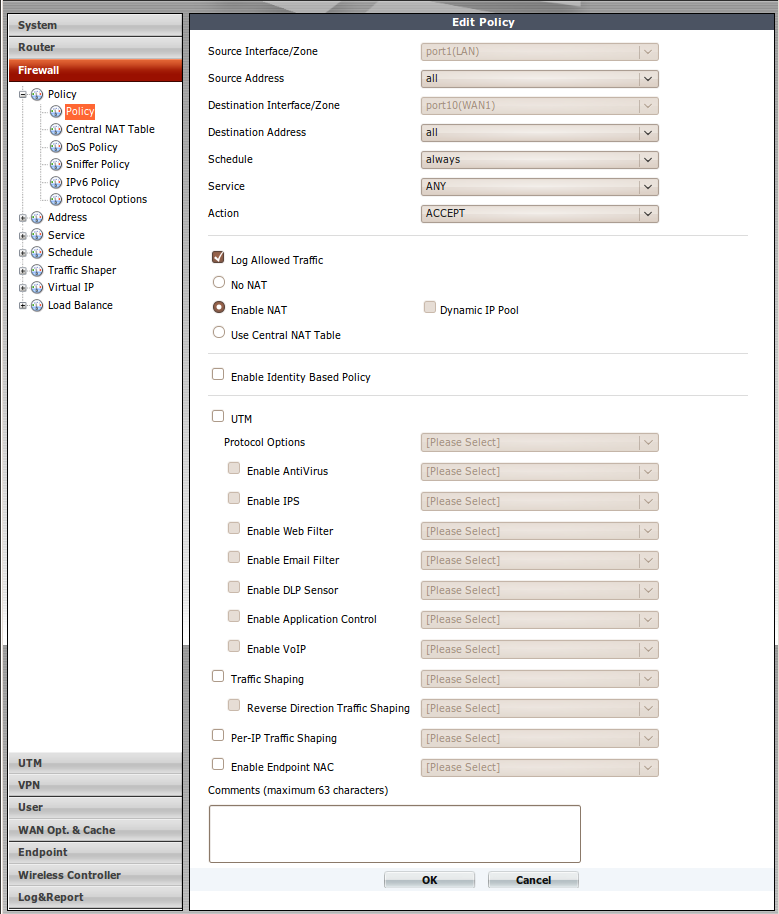 System
Router
Firewall
Policy
Policy
Central NAT Table
DoS Policy
Sniffer Policy
IPv6 Policy
Protocol Options
Address
Service
Schedule
Traffic Shaper
Virtual IP
Load Balance
UTM
VPN
User
WAN Opt. & Cache
Endpoint
Wireless Controller
Log&Report
Edit Policy
Source Interface/Zone port1(LAN)
Source Address all
Destination Interface/Zone port10(WAN1)
Destination Address all
Schedule always
Service ANY
Action ACCEPT
Log Allowed Traffic
No NAT
Enable NAT Dynamic IP Pool
Use Central NAT Table
Enable Identity Based Policy
UTM
Protocol Options [Please Select]
Enable AntiVirus [Please Select]
Enable IPS [Please Select]
Enable Web Filter [Please Select]
Enable Email Filter [Please Select]
Enable DLP Sensor [Please Select]
Enable Application Control [Please Select]
Enable VoIP [Please Select]
Traffic Shaping [Please Select]
Reverse Direction Traffic Shaping [Please Select]
Per-IP Traffic Shaping [Please Select]
Enable Endpoint NAC [Please Select]
Comments (maximum 63 characters)
OK Cancel